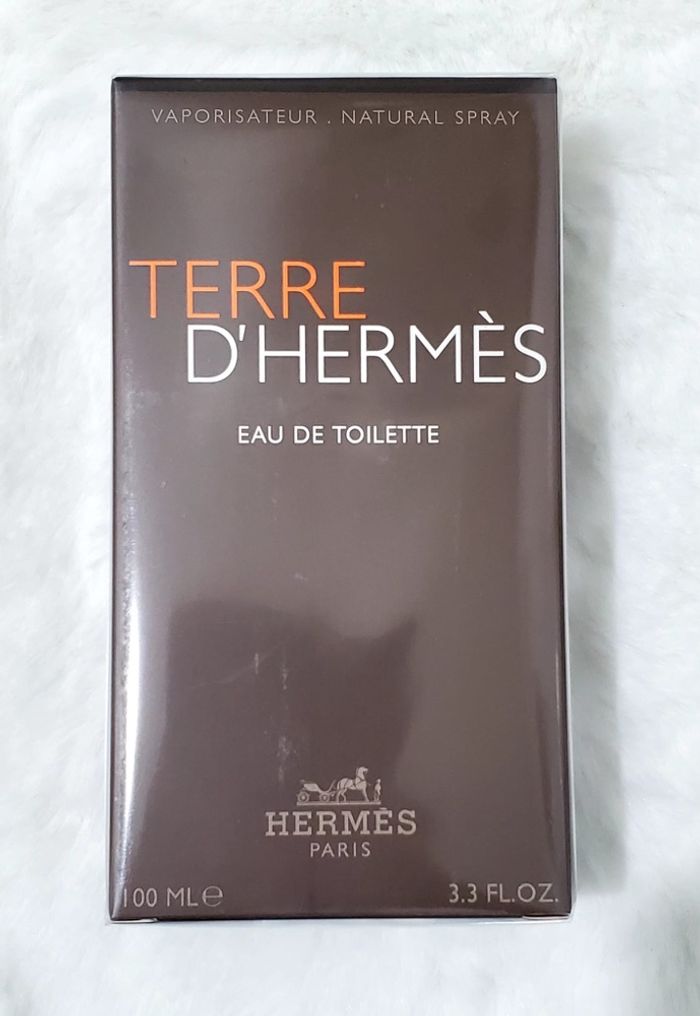 VAPORISATEUR . NATURAL SPRAY
TERRE
D'HERMÈS
EAU DE TOILETTE
HERMÈS
PARIS
100 ML ℮ 3.3 FL.OZ.